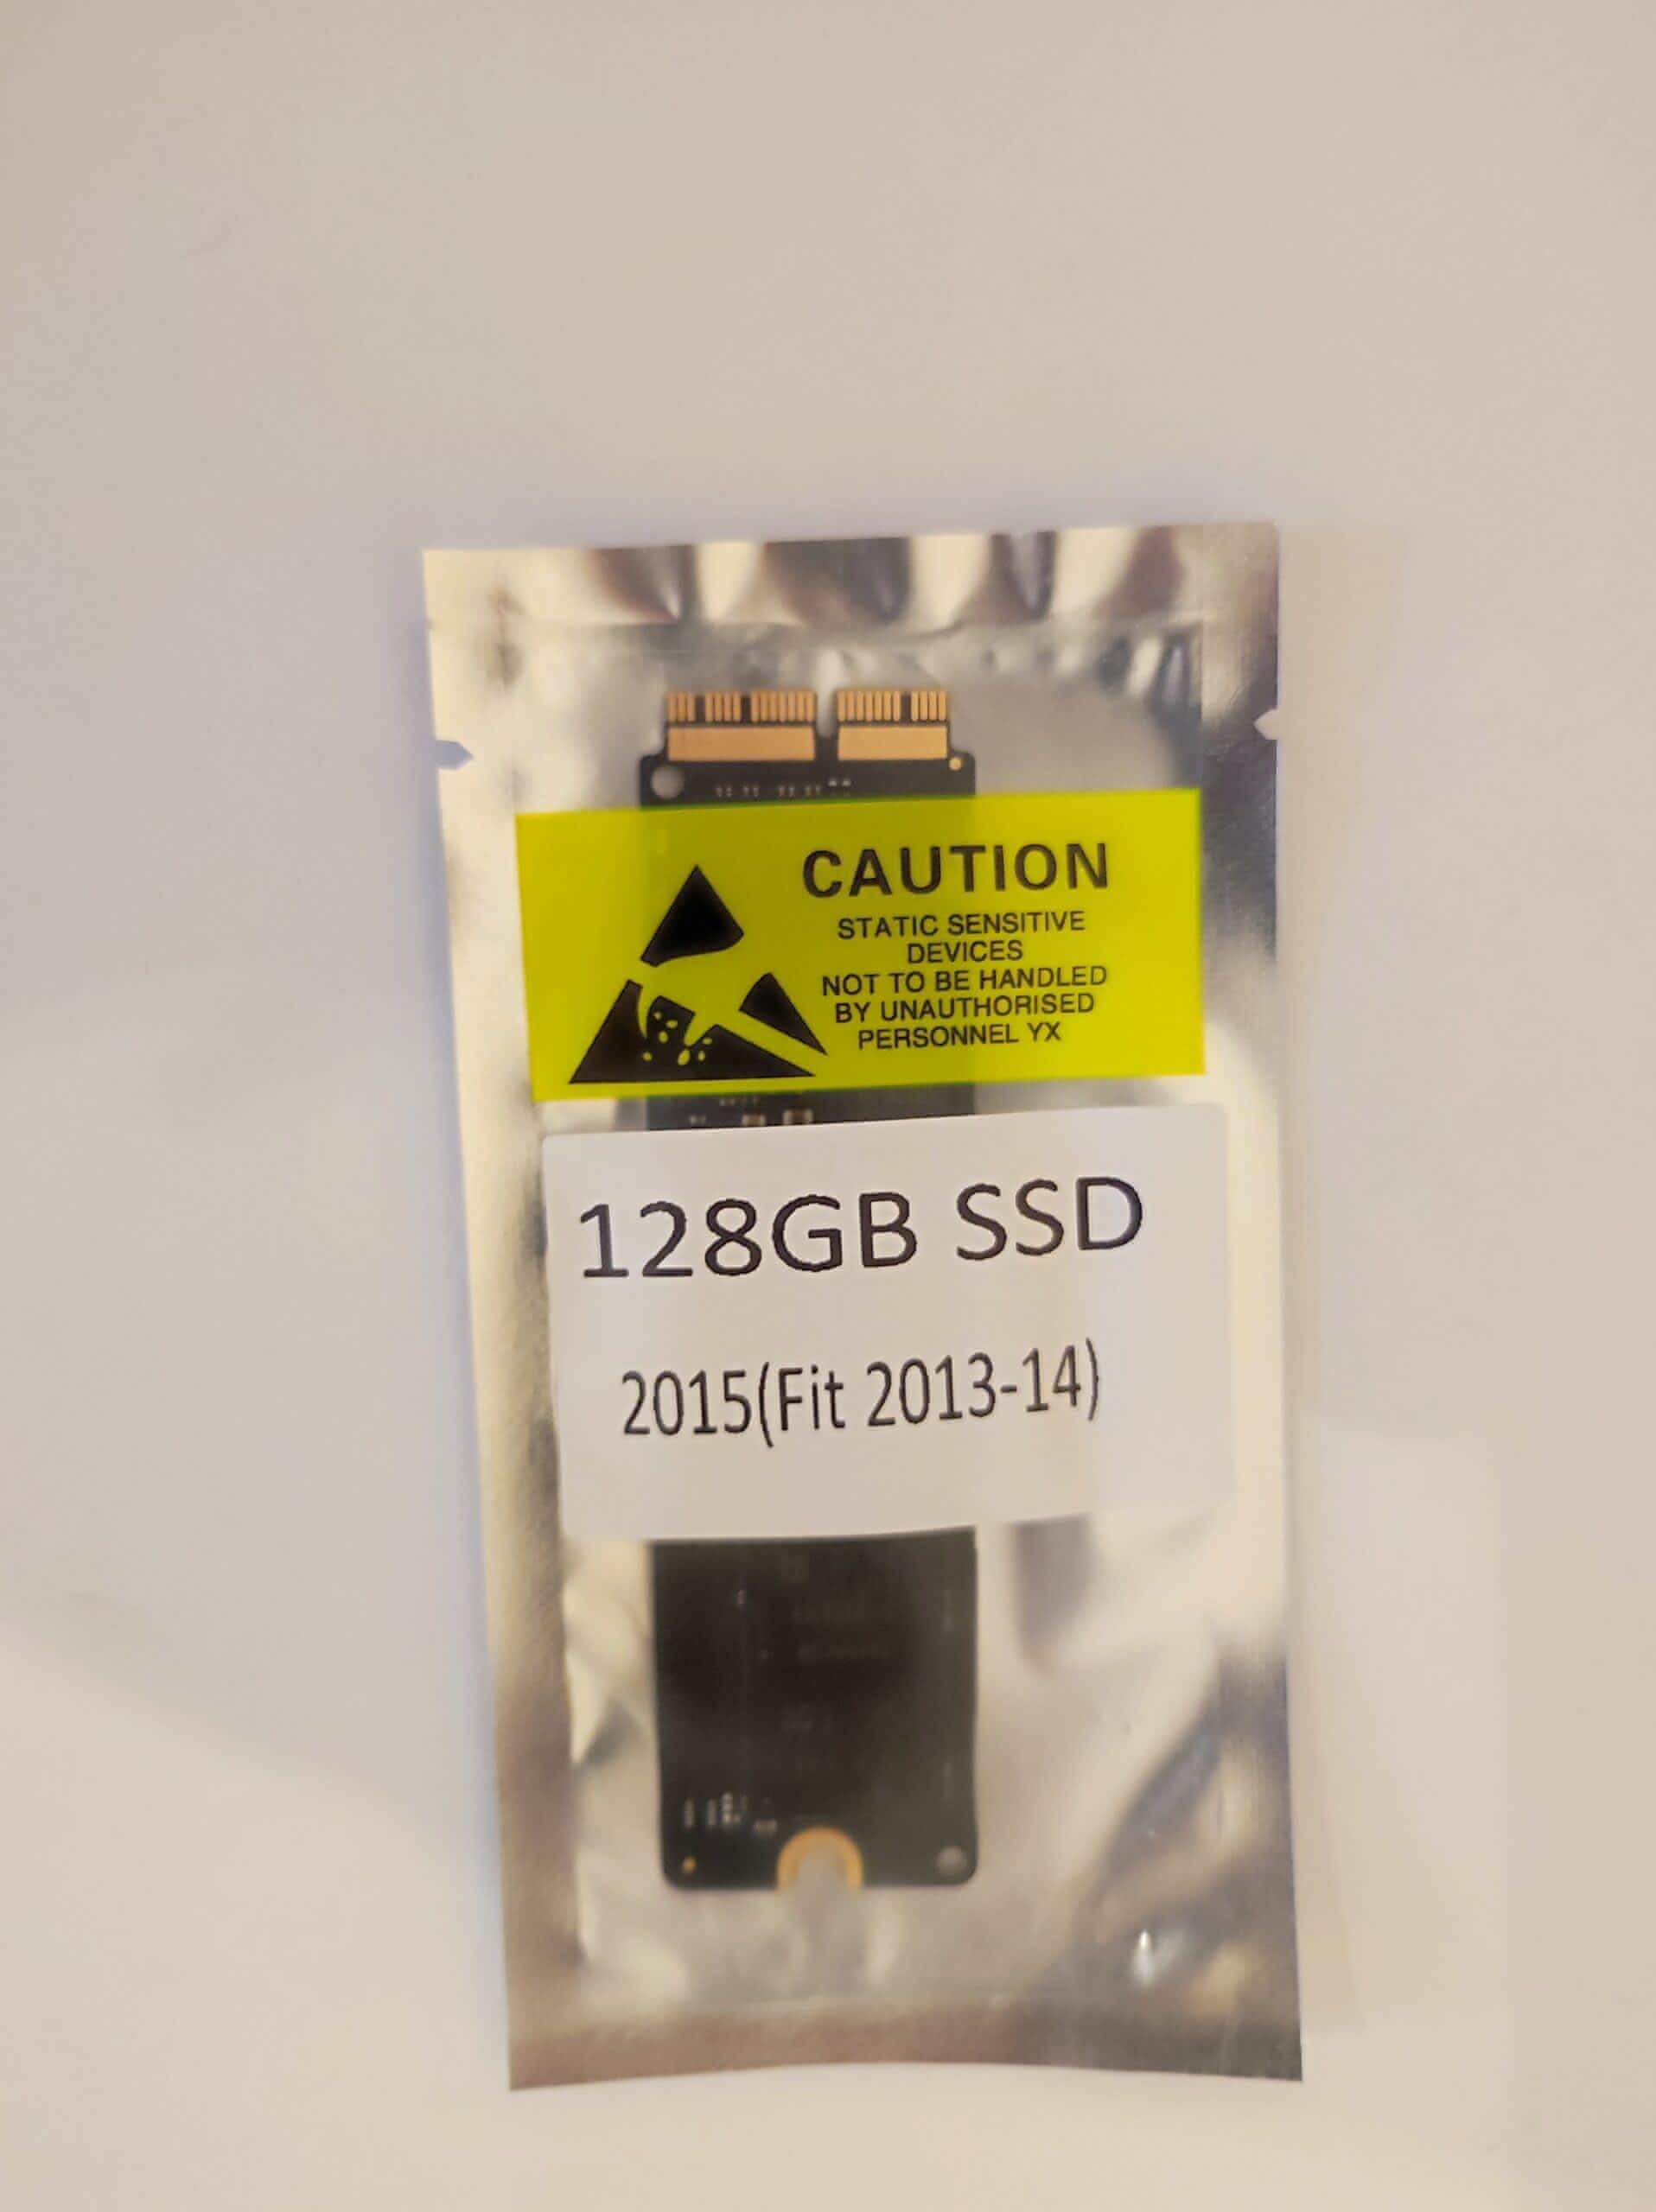 CAUTION
STATIC SENSITIVE
DEVICES
NOT TO BE HANDLED
BY UNAUTHORISED
PERSONNEL YX
128GB SSD
2015(Fit 2013-14)